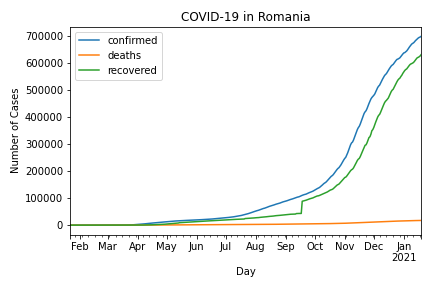 COVID-19 in Romania
confirmed
deaths
recovered
Number of Cases
700000
600000
500000
400000
300000
200000
100000
0
Feb Mar Apr May Jun Jul Aug Sep Oct Nov Dec Jan
2021
Day